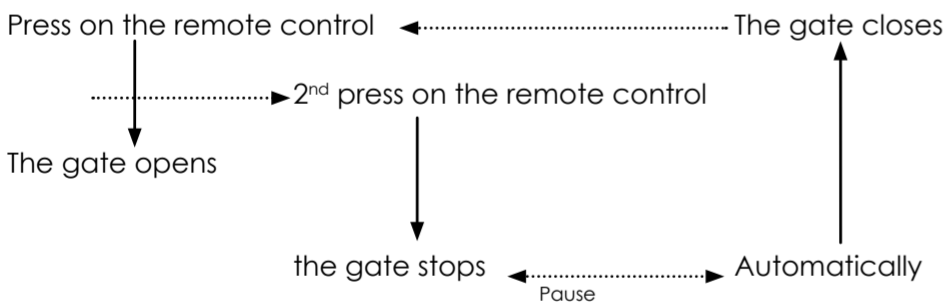 Press on the remote control
The gate closes
2nd press on the remote control
The gate opens
the gate stops
Automatically
Pause